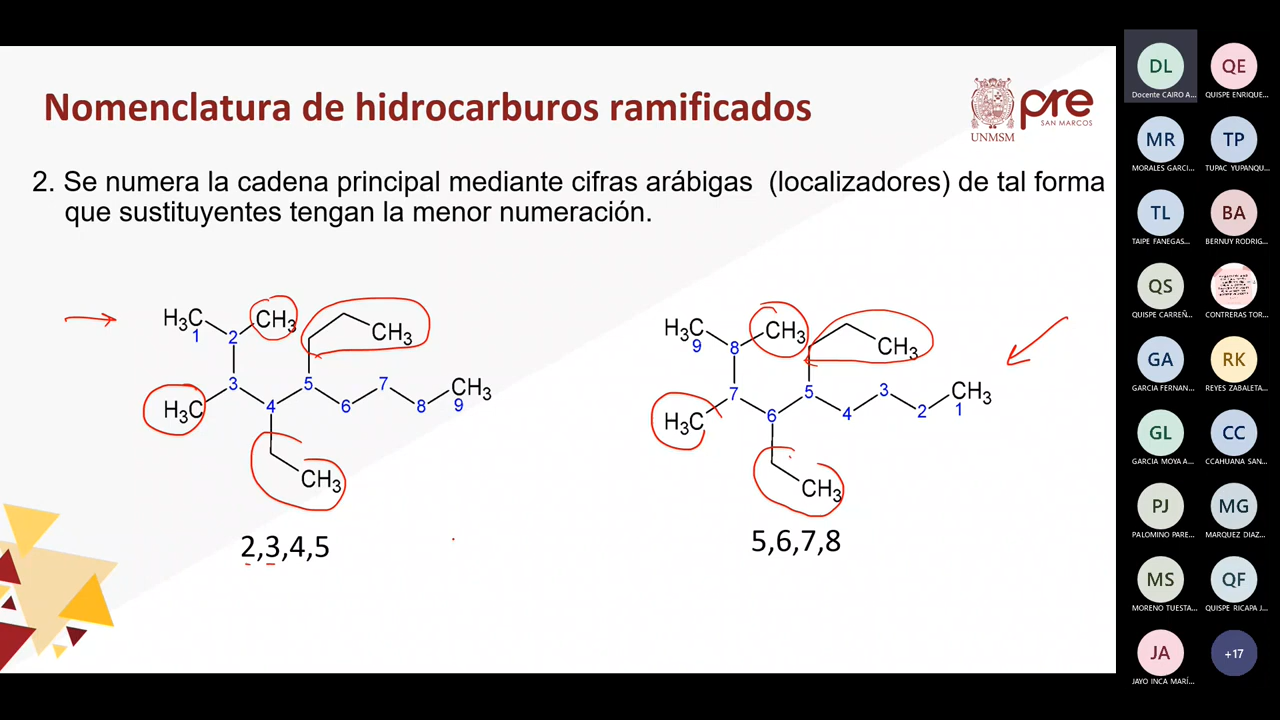 Nomenclatura de hidrocarburos ramificados
UNMSM
pre
SAN MARCOS
2. Se numera la cadena principal mediante cifras arábigas (localizadores) de tal forma
que sustituyentes tengan la menor numeración.
H₃C CH₃ CH₃
1 2
3 5 7 CH₃
H₃C 4 6 8 9
CH₃
2,3,4,5
H₃C CH₃ CH₃
9 8
7 5 3 CH₃
H₃C 6 4 2 1
CH₃
5,6,7,8
DL
Docente CAIRO A...
QE
QUISPE ENRIQUE...
MR
MORALES GARCI...
TP
TUPAC YUPANQU...
TL
TAIPE FANEGAS...
BA
BERNUY RODRIG...
QS
QUISPE CARREÑ...
CONTRERAS TOR...
GA
GARCIA FERNAN...
RK
REYES ZABALETA...
GL
GARCIA MOYA A...
CC
CCAHUANA SAN...
PJ
PALOMINO PARE...
MG
MARQUEZ DIAZ...
MS
MORENO TUESTA...
QF
QUISPE RICAPA J...
JA
JAYO INCA MARÍ...
+17